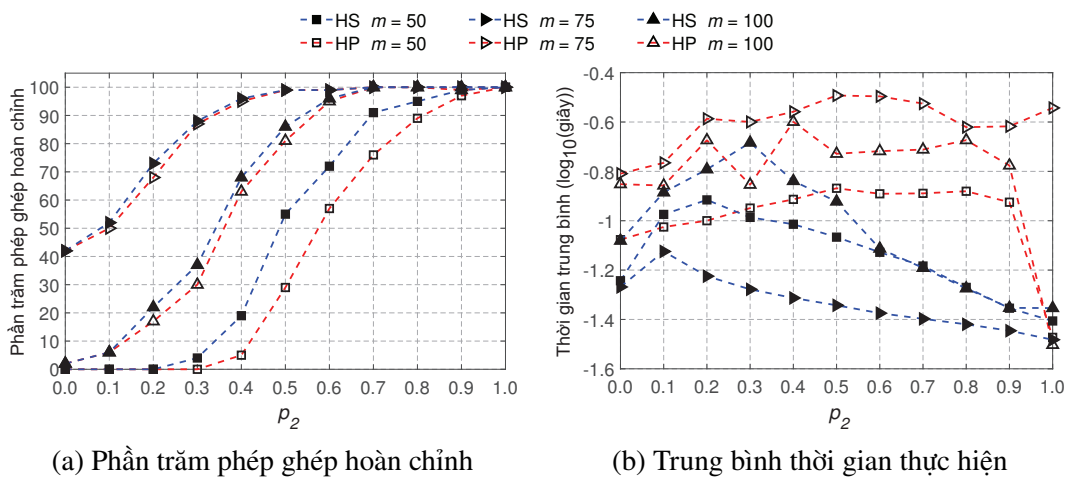 HS m = 50 HS m = 75 HS m = 100
HP m = 50 HP m = 75 HP m = 100
Phần trăm phép ghép hoàn chỉnh
100
90
80
70
60
50
40
30
20
10
0
0.0 0.1 0.2 0.3 0.4 0.5 0.6 0.7 0.8 0.9 1.0
p2
(a) Phần trăm phép ghép hoàn chỉnh
Thời gian trung bình (log10(giây))
-0.4
-0.6
-0.8
-1
-1.2
-1.4
-1.6
0.0 0.1 0.2 0.3 0.4 0.5 0.6 0.7 0.8 0.9 1.0
p2
(b) Trung bình thời gian thực hiện